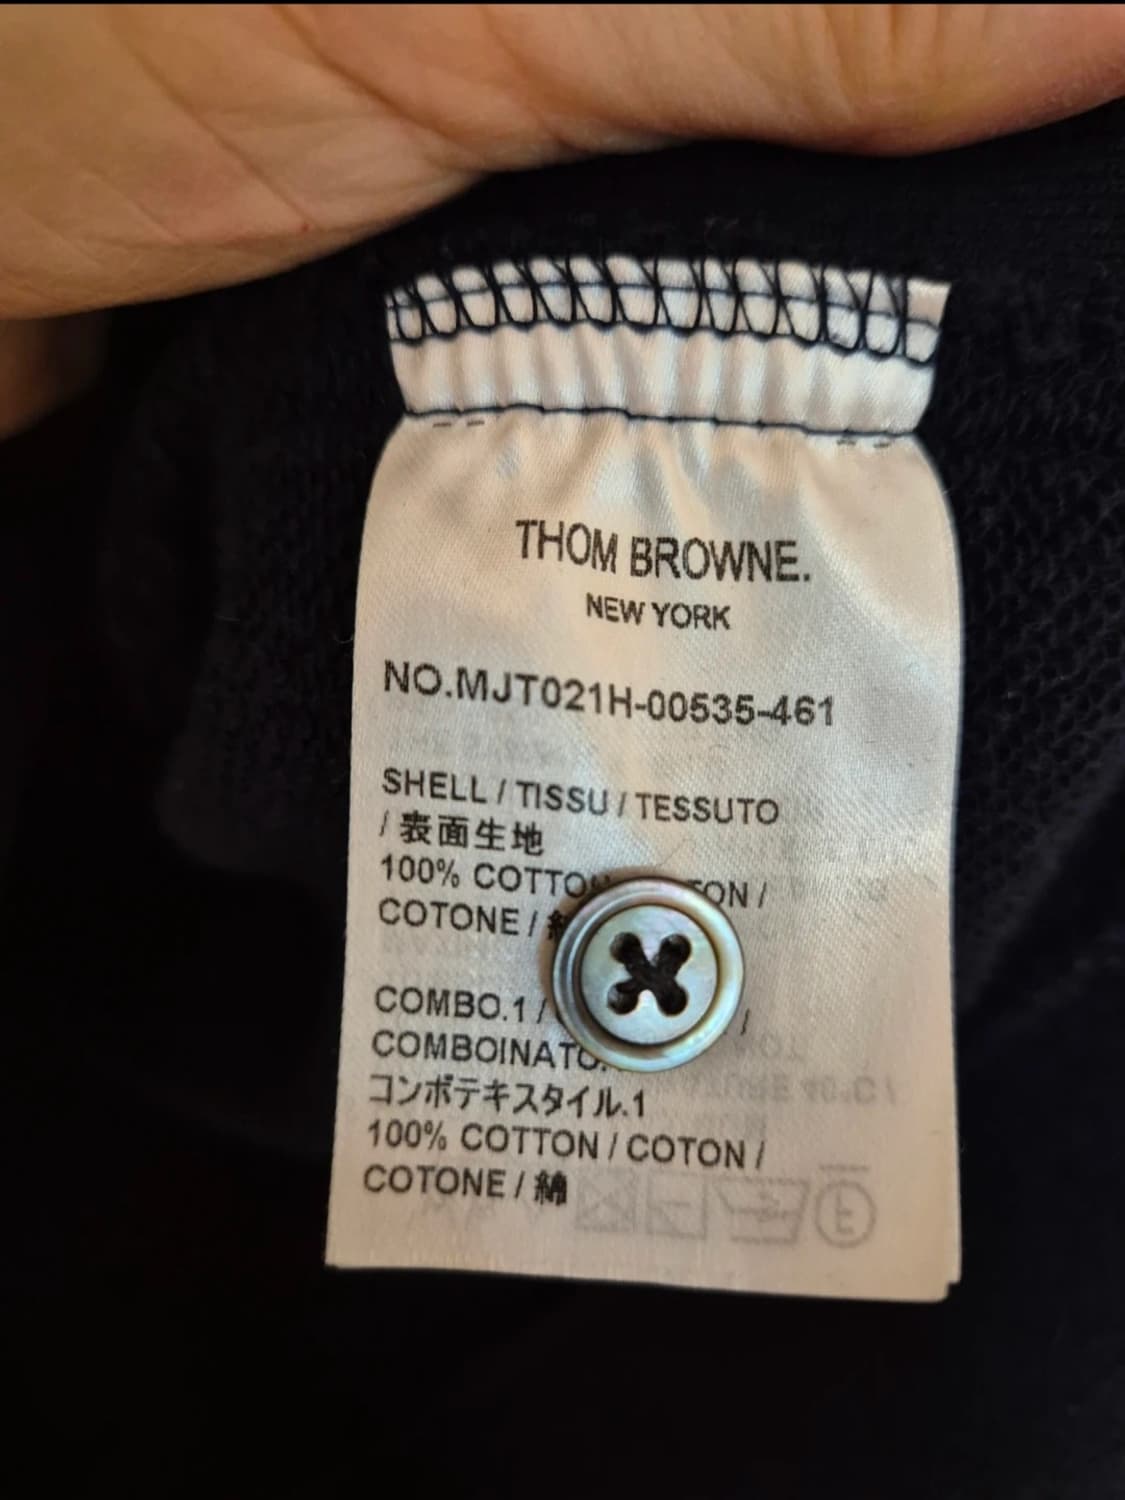 THOM BROWNE.
NEW YORK
NO.MJT021H-00535-461
SHELL / TISSU / TESSUTO
/ 表面生地
100% COTTON /
COTONE /
COMBO.1 / /
コンボテキスタイル.1
100% COTTON / COTON /
COTONE / 綿